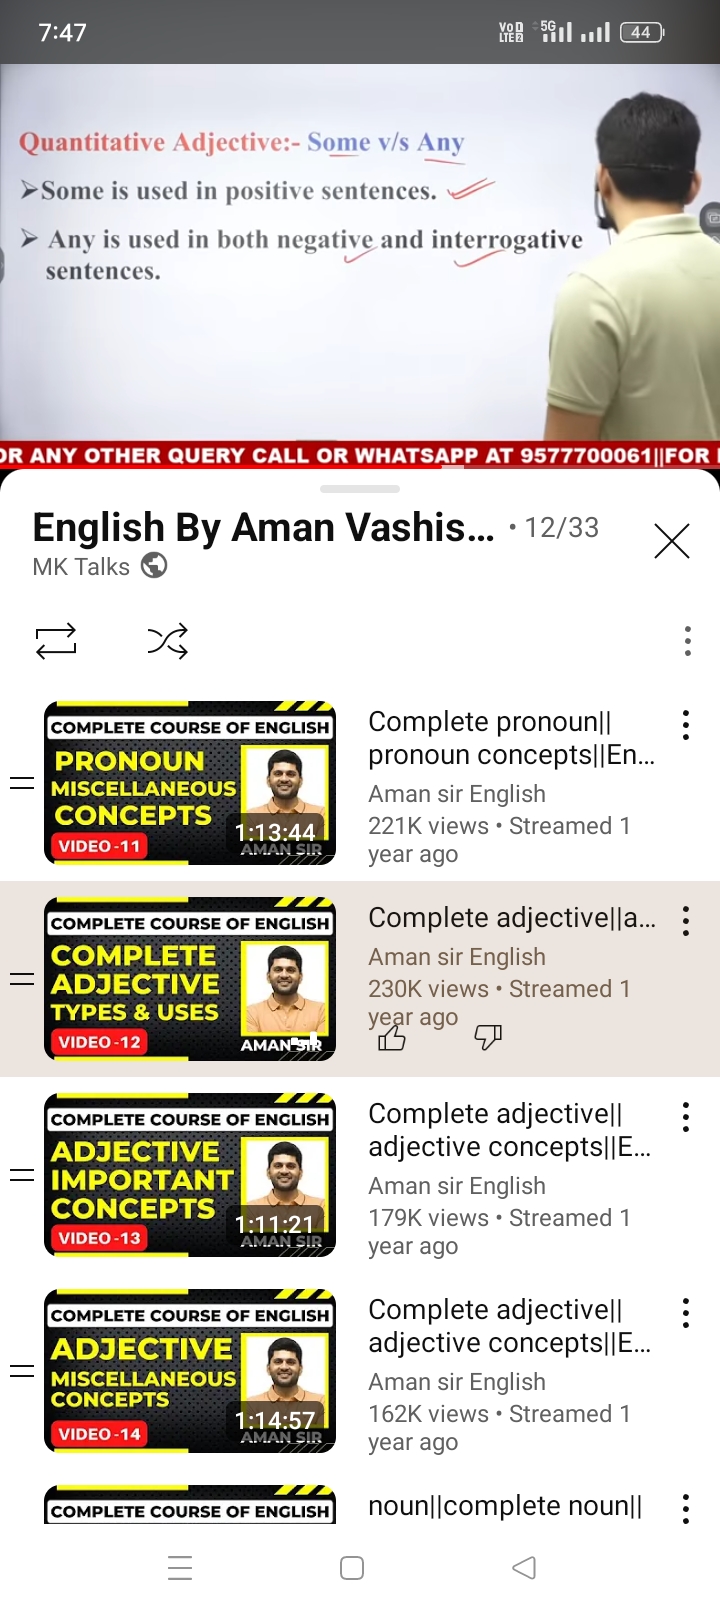 7:47
VoD 5G
LTE2
44
Quantitative Adjective:- Some v/s Any
➢Some is used in positive sentences.
➢ Any is used in both negative and interrogative
sentences.
OR ANY OTHER QUERY CALL OR WHATSAPP AT 9577700061||FOR
English By Aman Vashis... • 12/33
MK Talks
COMPLETE COURSE OF ENGLISH
PRONOUN
MISCELLANEOUS
CONCEPTS
VIDEO -11
1:13:44
AMAN SIR
Complete pronoun||
pronoun concepts||En...
Aman sir English
221K views • Streamed 1
year ago
COMPLETE COURSE OF ENGLISH
COMPLETE
ADJECTIVE
TYPES & USES
VIDEO -12
AMAN SIR
Complete adjective||a...
Aman sir English
230K views • Streamed 1
year ago
COMPLETE COURSE OF ENGLISH
ADJECTIVE
IMPORTANT
CONCEPTS
VIDEO -13
1:11:21
AMAN SIR
Complete adjective||
adjective concepts||E...
Aman sir English
179K views • Streamed 1
year ago
COMPLETE COURSE OF ENGLISH
ADJECTIVE
MISCELLANEOUS
CONCEPTS
VIDEO -14
1:14:57
AMAN SIR
Complete adjective||
adjective concepts||E...
Aman sir English
162K views • Streamed 1
year ago
COMPLETE COURSE OF ENGLISH
noun||complete noun||